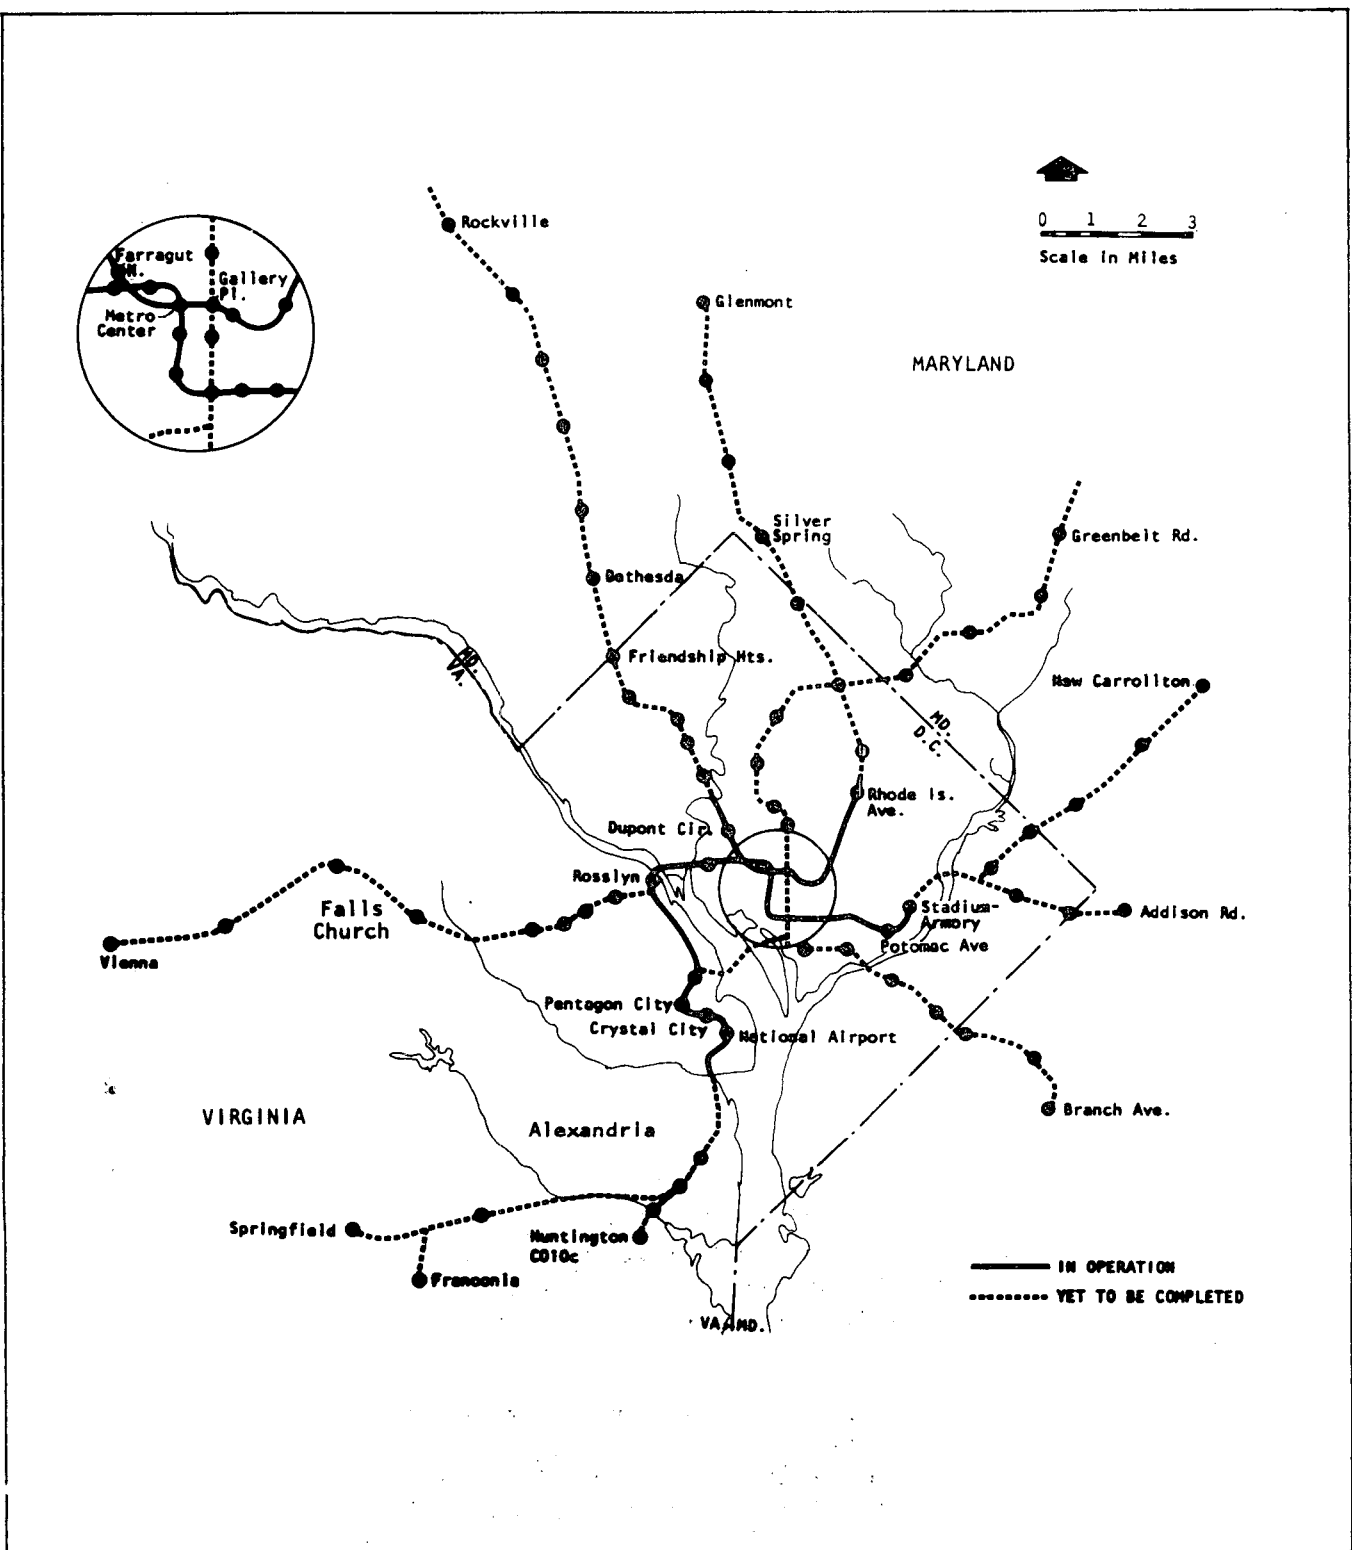 Rockville
0 1 2 3
Scale in Miles
Farragut
N.
Gallery
Pl.
Metro
Center
Glenmont
MARYLAND
Silver
Spring
Greenbelt Rd.
Bethesda
MD.
VA.
Friendship Hts.
New Carrollton
MD.
D.C.
Rhode Is.
Ave.
Dupont Cir.
Rosslyn
Falls
Church
Stadium-
Armory
Addison Rd.
Potomac Ave
Vienna
Pentagon City
Crystal City
National Airport
VIRGINIA
Alexandria
Branch Ave.
Springfield
Huntington
C010c
Franconia
IN OPERATION
YET TO BE COMPLETED
VA. MD.